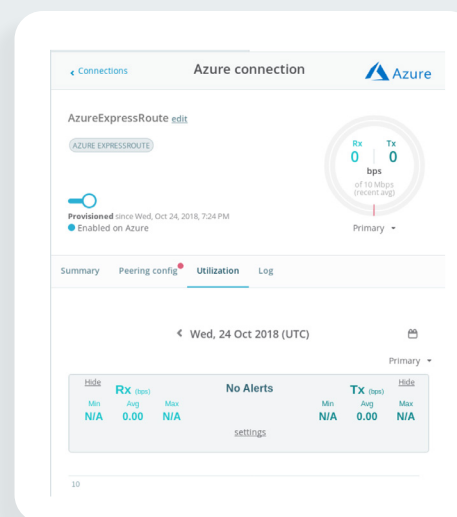 Connections
Azure connection
Azure
AzureExpressRoute edit
AZURE EXPRESSROUTE
Rx Tx
0 0
bps
of 10 Mbps
(recent avg)
Provisioned since Wed, Oct 24, 2018, 7:24 PM
Enabled on Azure
Primary
Summary Peering config Utilization Log
Wed, 24 Oct 2018 (UTC)
Primary
Hide Rx (bps) No Alerts Tx (bps) Hide
Min Avg Max Min Avg Max
N/A 0.00 N/A N/A 0.00 N/A
settings
10